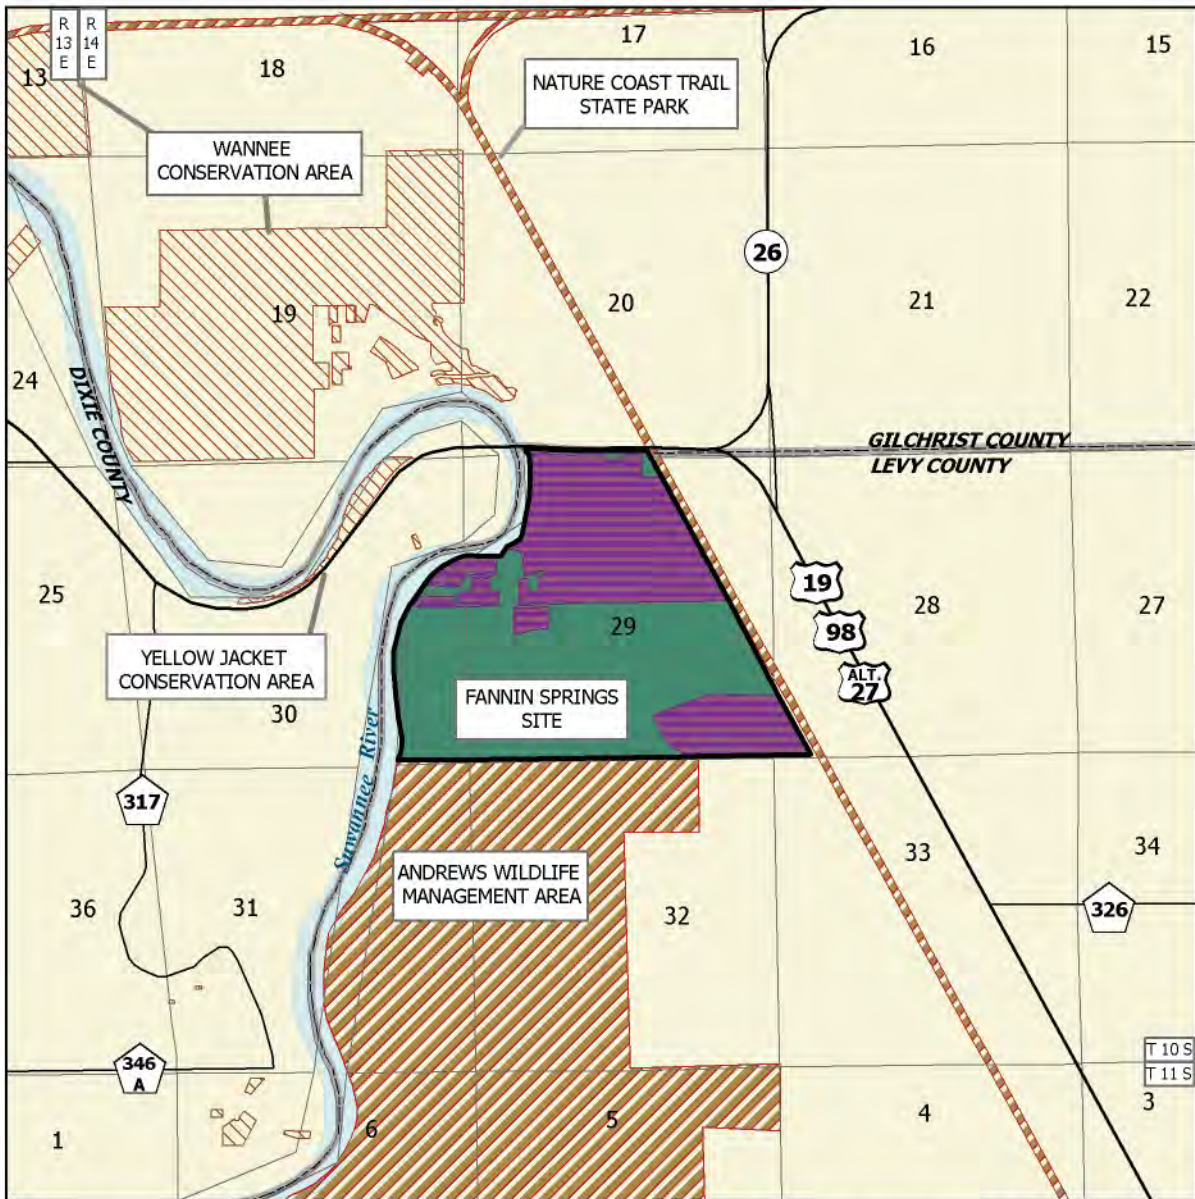 R
13
E
R
14
E
13
18
17
16
15
NATURE COAST TRAIL
STATE PARK
WANNEE
CONSERVATION AREA
26
19
20
21
22
24
DIXIE COUNTY
GILCHRIST COUNTY
LEVY COUNTY
25
19
98
ALT.
27
29
28
27
YELLOW JACKET
CONSERVATION AREA
FANNIN SPRINGS
SITE
30
Suwannee River
317
ANDREWS WILDLIFE
MANAGEMENT AREA
33
34
36
31
32
326
346
A
T 10 S
T 11 S
1
6
5
4
3